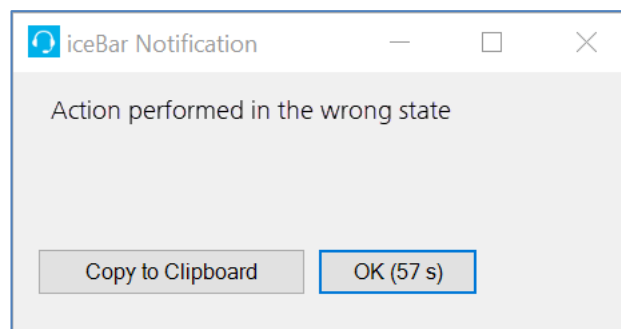 iceBar Notification
Action performed in the wrong state
Copy to Clipboard
OK (57 s)